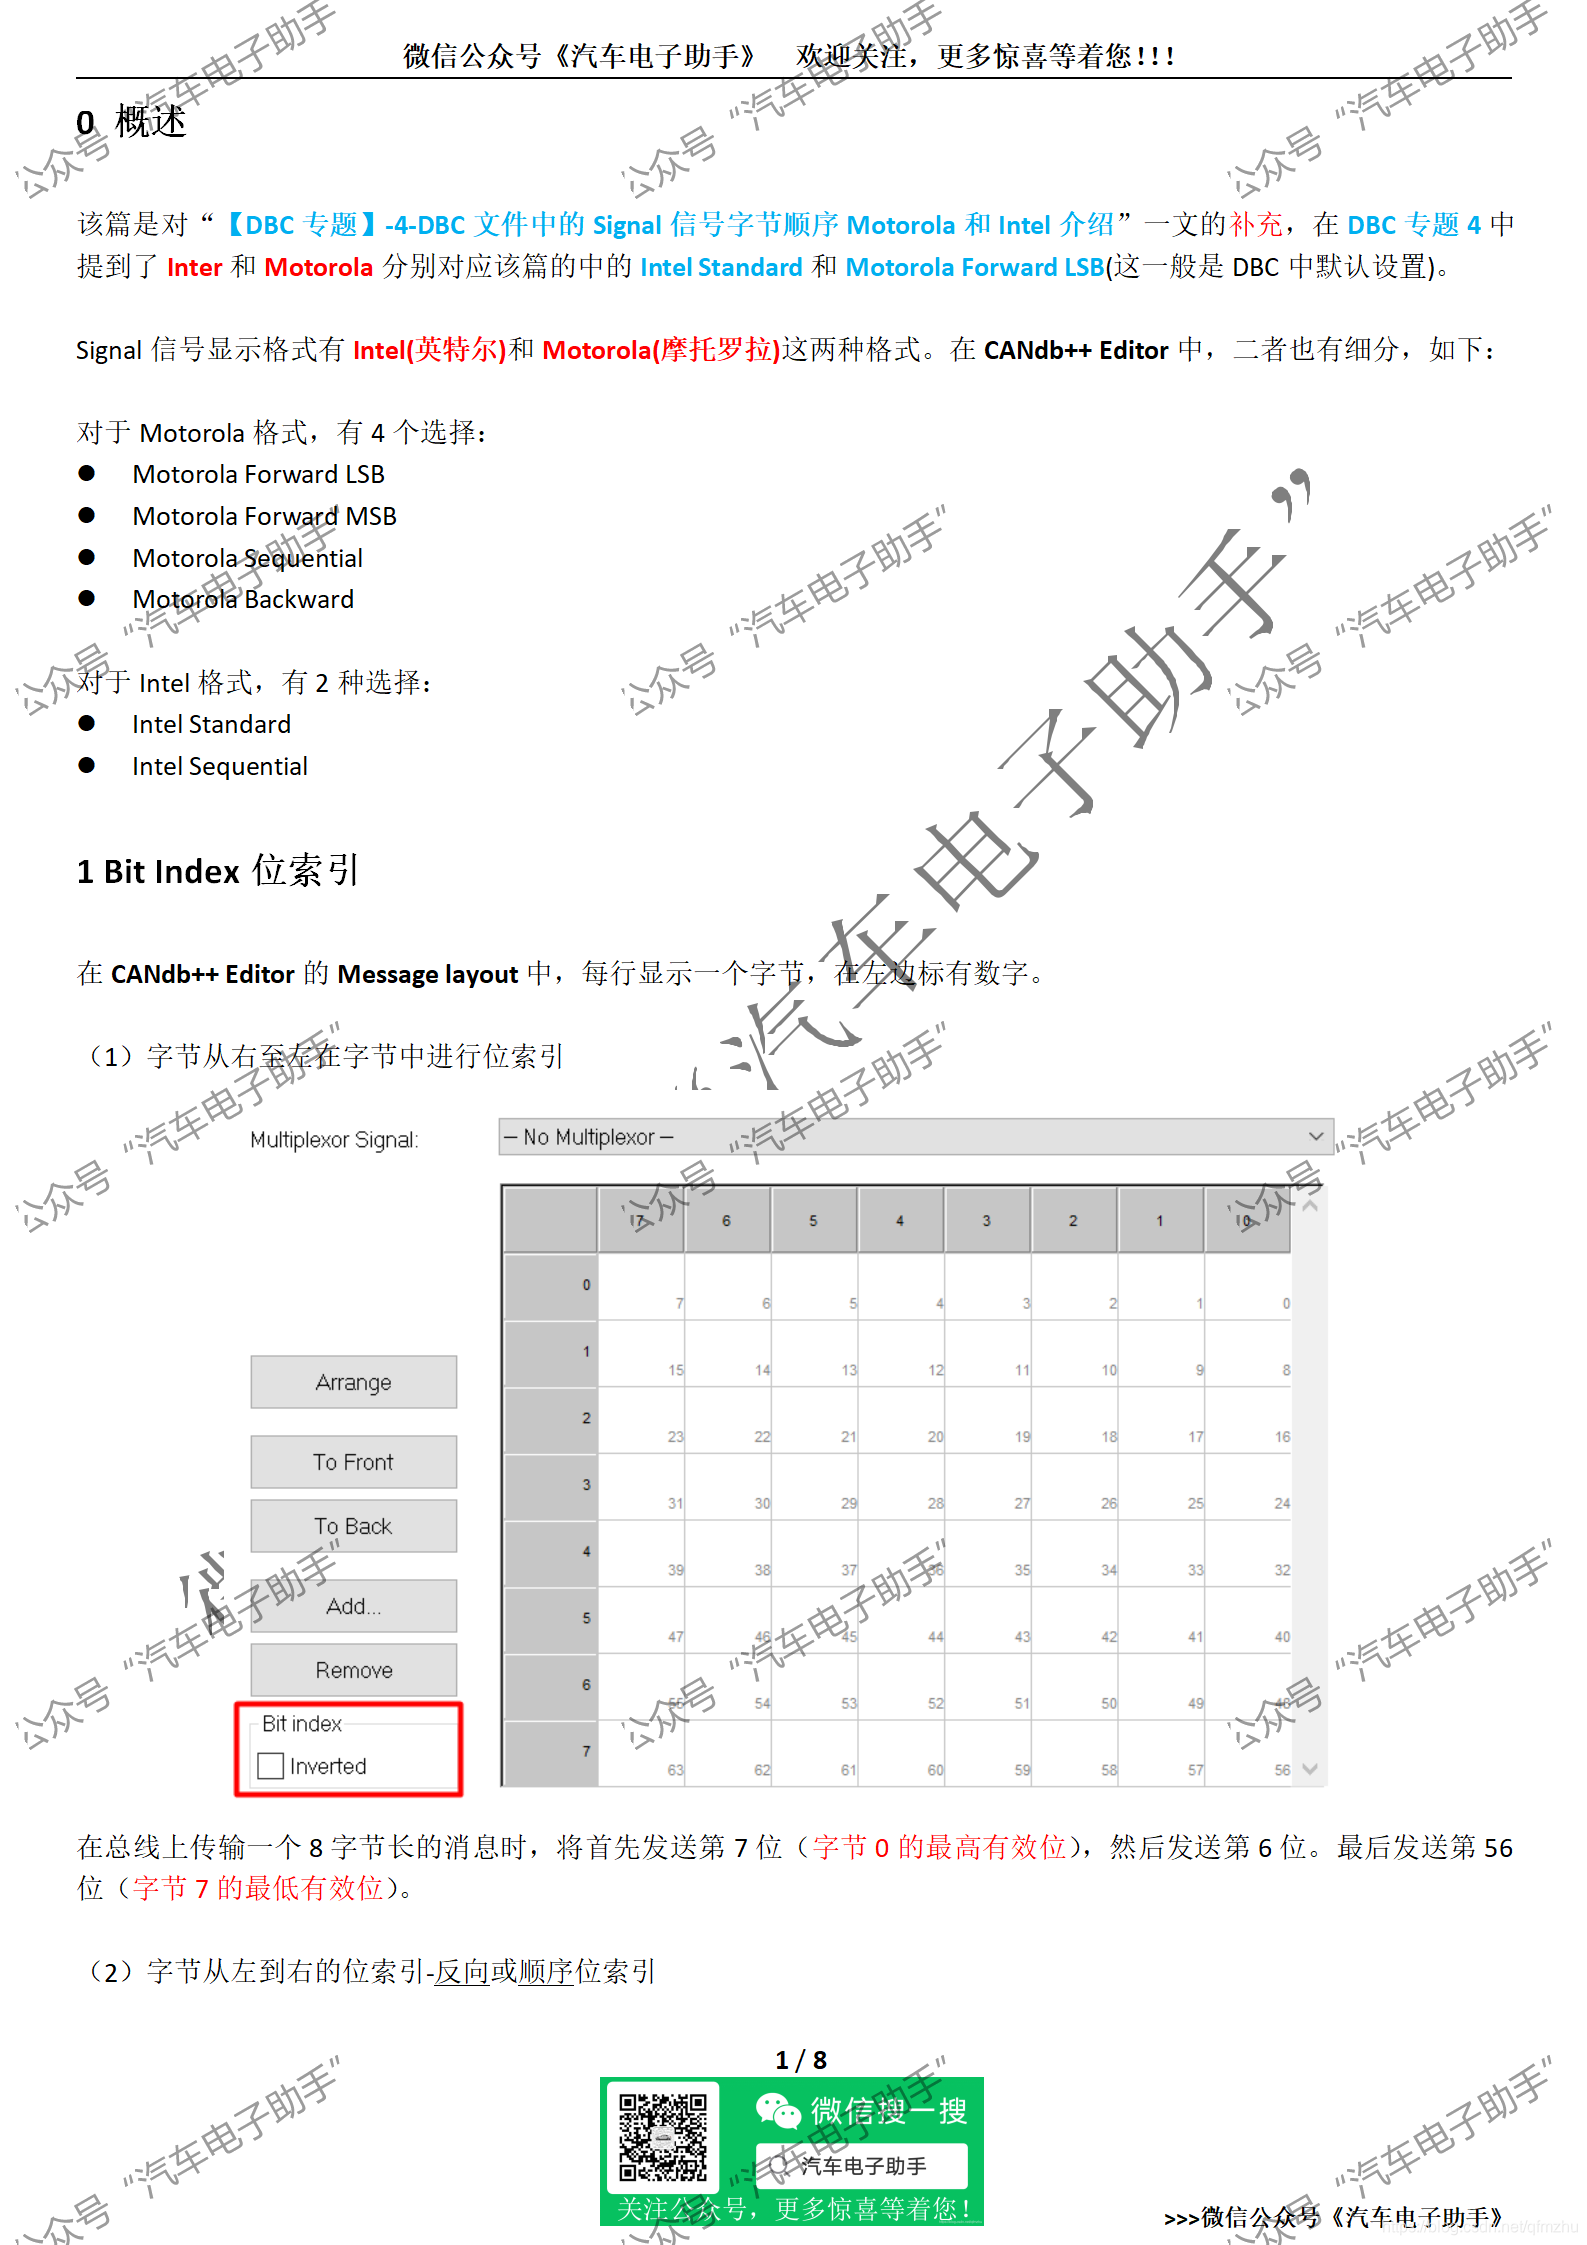 微信公众号《汽车电子助手》 欢迎关注，更多惊喜等着您！！！
0 概述
该篇是对“【DBC 专题】-4-DBC 文件中的 Signal 信号字节顺序 Motorola 和 Intel 介绍”一文的补充，在 DBC 专题 4 中
提到了 Inter 和 Motorola 分别对应该篇的中的 Intel Standard 和 Motorola Forward LSB(这一般是 DBC 中默认设置)。
Signal 信号显示格式有 Intel(英特尔)和 Motorola(摩托罗拉)这两种格式。在 CANdb++ Editor 中，二者也有细分，如下：
对于 Motorola 格式，有 4 个选择：
● Motorola Forward LSB
● Motorola Forward MSB
● Motorola Sequential
● Motorola Backward
对于 Intel 格式，有 2 种选择：
● Intel Standard
● Intel Sequential
1 Bit Index 位索引
在 CANdb++ Editor 的 Message layout 中，每行显示一个字节，在左边标有数字。
（1）字节从右至左在字节中进行位索引
Multiplexor Signal: -- No Multiplexor --
7 6 5 4 3 2 1 0
0 7 6 5 4 3 2 1 0
1 15 14 13 12 11 10 9 8
2 23 22 21 20 19 18 17 16
3 31 30 29 28 27 26 25 24
4 39 38 37 36 35 34 33 32
5 47 46 45 44 43 42 41 40
6 55 54 53 52 51 50 49 48
7 63 62 61 60 59 58 57 56
Arrange
To Front
To Back
Add...
Remove
Bit index
Inverted
在总线上传输一个 8 字节长的消息时，将首先发送第 7 位（字节 0 的最高有效位），然后发送第 6 位。最后发送第 56
位（字节 7 的最低有效位）。
（2）字节从左到右的位索引-反向或顺序位索引
1 / 8
微信搜一搜
汽车电子助手
关注公众号，更多惊喜等着您！
>>>微信公众号《汽车电子助手》
公众号 “汽车电子助手”
“汽车电子助手”